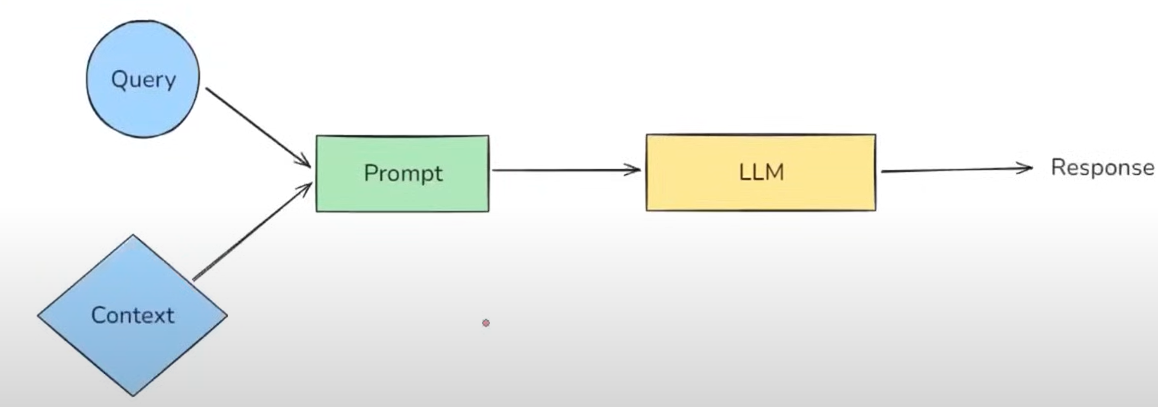 Query
Prompt
LLM
Response
Context